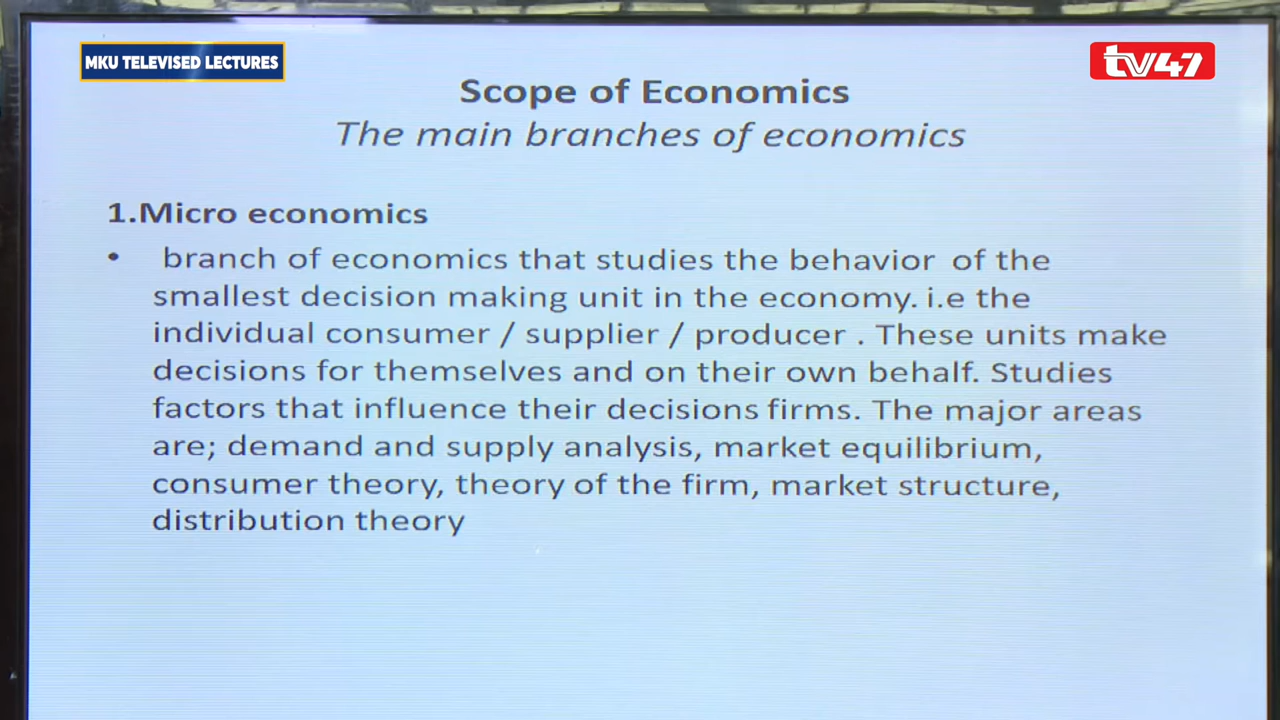 MKU TELEVISED LECTURES
tv47
Scope of Economics
The main branches of economics
1.Micro economics
• branch of economics that studies the behavior of the
smallest decision making unit in the economy. i.e the
individual consumer / supplier / producer . These units make
decisions for themselves and on their own behalf. Studies
factors that influence their decisions firms. The major areas
are; demand and supply analysis, market equilibrium,
consumer theory, theory of the firm, market structure,
distribution theory